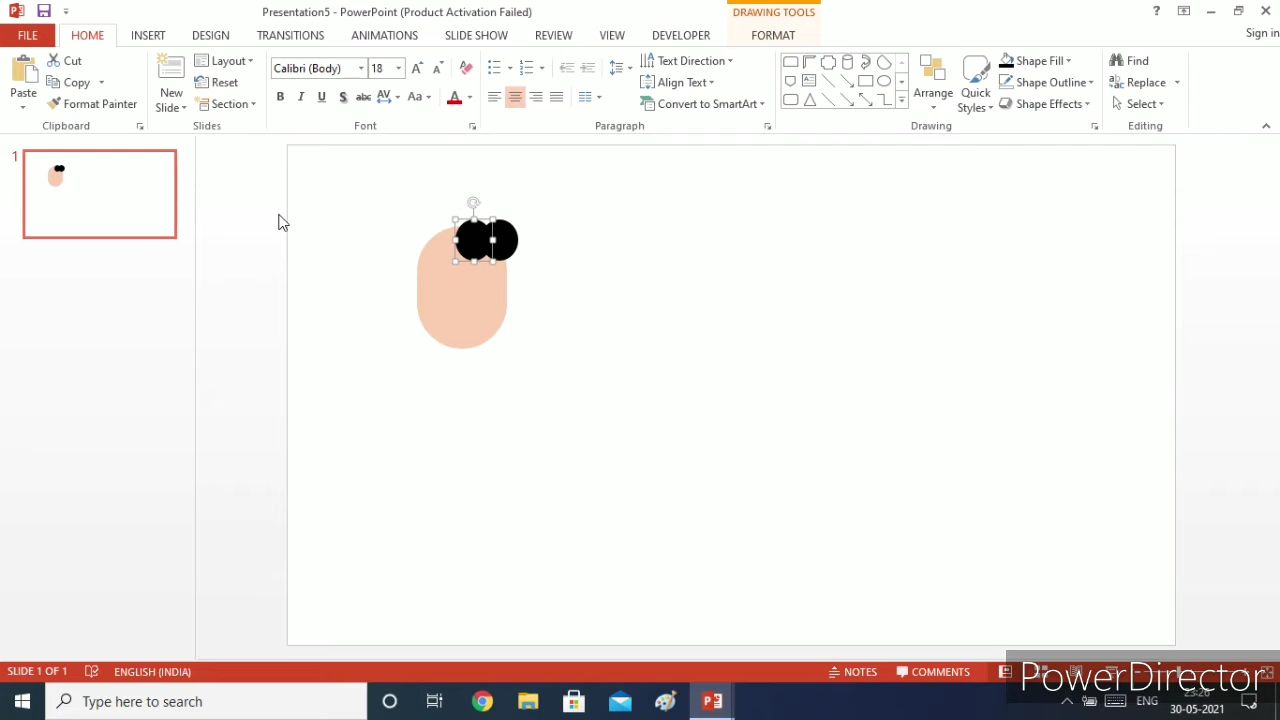 Presentation5 - PowerPoint (Product Activation Failed)
DRAWING TOOLS
?
FILE HOME INSERT DESIGN TRANSITIONS ANIMATIONS SLIDE SHOW REVIEW VIEW DEVELOPER FORMAT Sign in
Paste
Cut
Copy
Format Painter
Clipboard
New
Slide
Layout
Reset
Section
Slides
Calibri (Body) 18
B I U S abc AV Aa A
Font
Text Direction
Align Text
Convert to SmartArt
Paragraph
Arrange
Quick
Styles
Shape Fill
Shape Outline
Shape Effects
Drawing
Find
Replace
Select
Editing
1
SLIDE 1 OF 1 ENGLISH (INDIA) NOTES COMMENTS
PowerDirector
Type here to search
ENG
23:26
30-05-2021